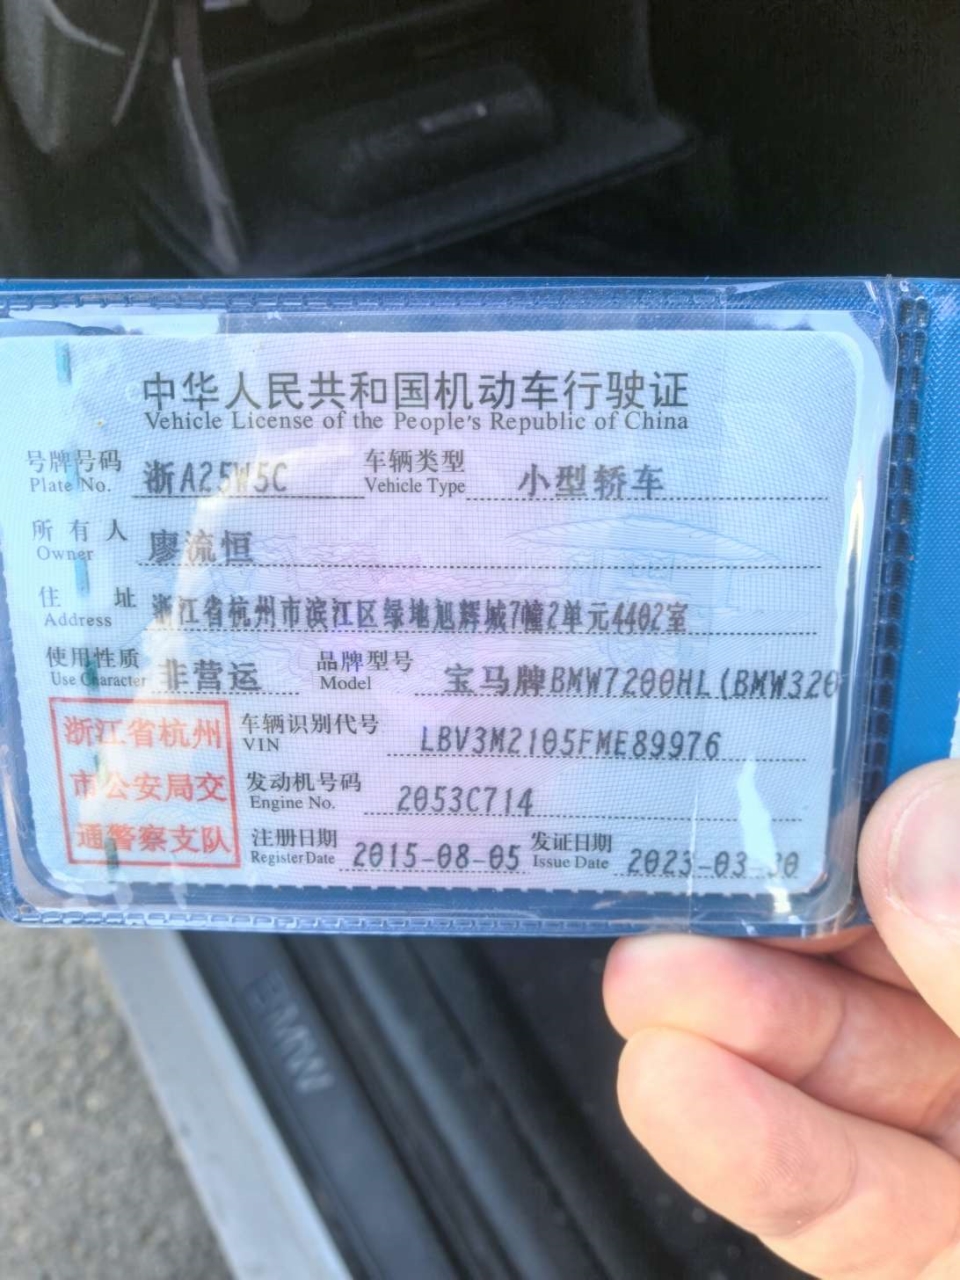 中华人民共和国机动车行驶证
Vehicle License of the People's Republic of China
号牌号码 浙A25W5C 车辆类型 小型轿车
Plate No. Vehicle Type
所有人 廖流恒
Owner
住址 浙江省杭州市滨江区绿地旭辉城7幢2单元4402室
Address
使用性质 非营运 品牌型号 宝马牌BMW7200HL(BMW320
Use Character Model
浙江省杭州
市公安局交
通警察支队
车辆识别代号 LBV3M2105FME89976
VIN
发动机号码 2053C714
Engine No.
注册日期 2015-08-05 发证日期 2023-03-30
Register Date Issue Date
BMW